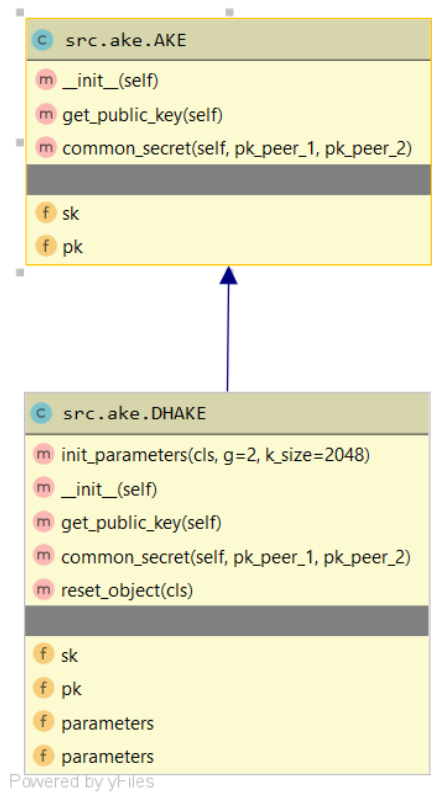 C src.ake.AKE
m __init__(self)
m get_public_key(self)
m common_secret(self, pk_peer_1, pk_peer_2)
f sk
f pk
C src.ake.DHAKE
m init_parameters(cls, g=2, k_size=2048)
m __init__(self)
m get_public_key(self)
m common_secret(self, pk_peer_1, pk_peer_2)
m reset_object(cls)
f sk
f pk
f parameters
f parameters
Powered by yFiles